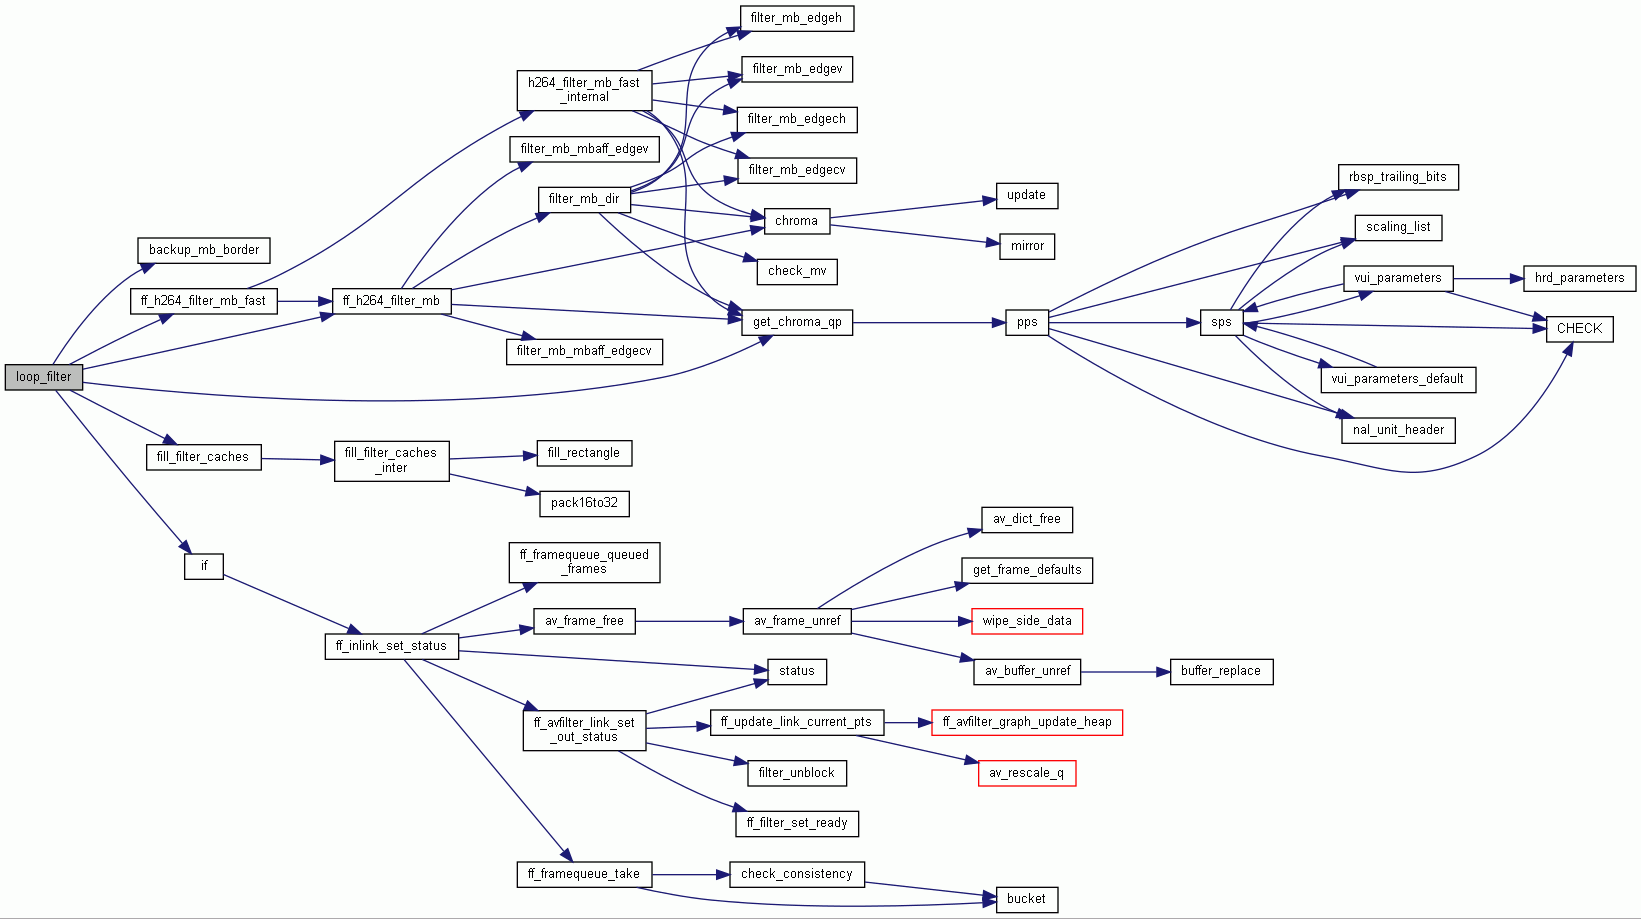 filter_mb_edgeh
h264_filter_mb_fast
_internal
filter_mb_edgev
filter_mb_edgech
filter_mb_mbaff_edgev
filter_mb_edgecv
rbsp_trailing_bits
filter_mb_dir
update
chroma
scaling_list
backup_mb_border
mirror
check_mv
vui_parameters
hrd_parameters
ff_h264_filter_mb_fast
ff_h264_filter_mb
get_chroma_qp
pps
sps
CHECK
filter_mb_mbaff_edgecv
loop_filter
vui_parameters_default
nal_unit_header
fill_filter_caches
fill_filter_caches
_inter
fill_rectangle
pack16to32
av_dict_free
if
ff_framequeue_queued
_frames
get_frame_defaults
av_frame_free
av_frame_unref
wipe_side_data
ff_inlink_set_status
status
av_buffer_unref
buffer_replace
ff_avfilter_link_set
_out_status
ff_update_link_current_pts
ff_avfilter_graph_update_heap
filter_unblock
av_rescale_q
ff_filter_set_ready
ff_framequeue_take
check_consistency
bucket